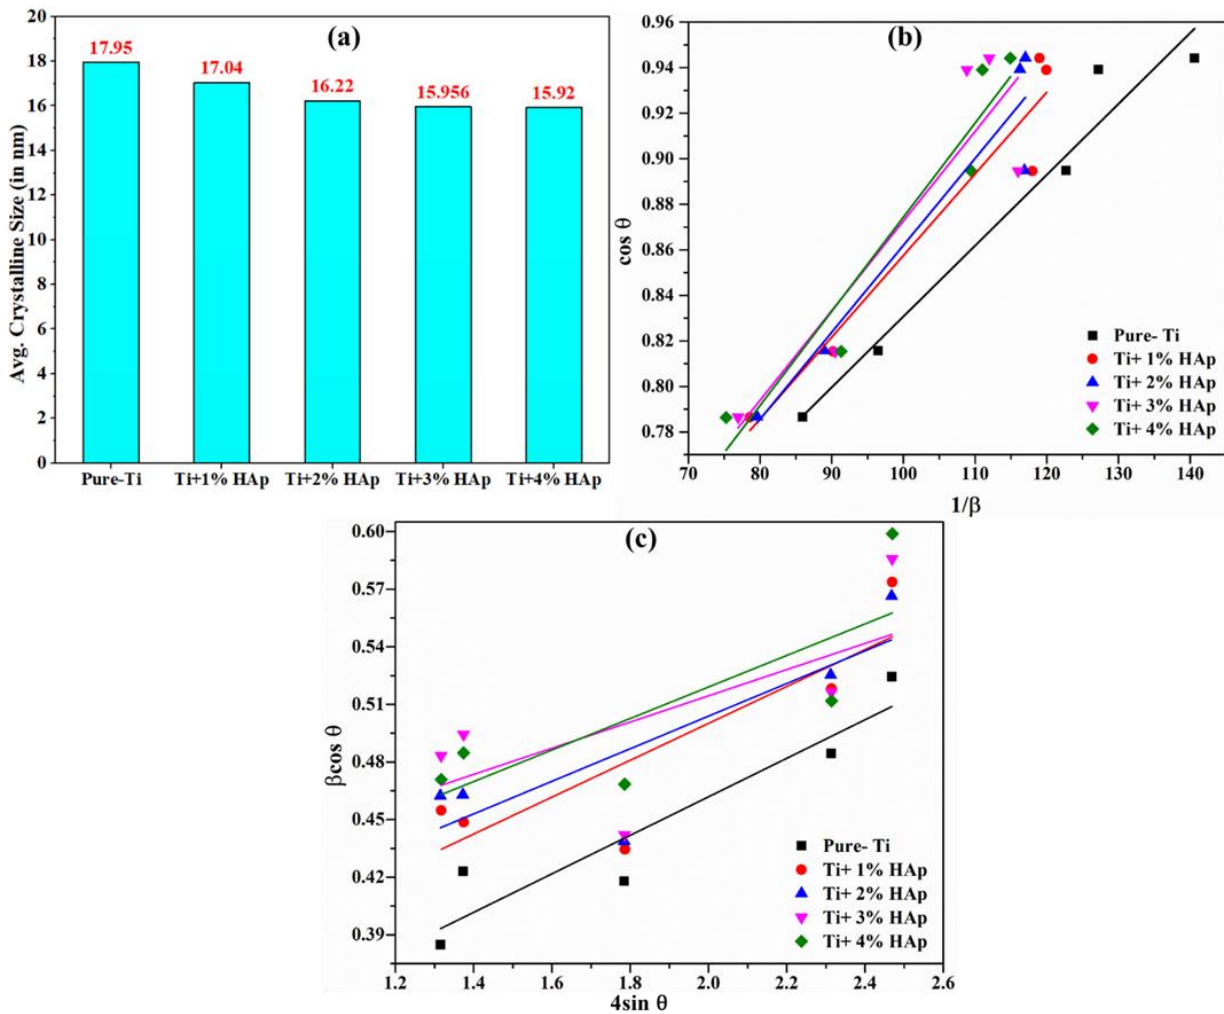 (a)
Avg. Crystalline Size (in nm)
20
18
16
14
12
10
8
6
4
2
0
17.95
17.04
16.22
15.956
15.92
Pure-Ti
Ti+1% HAp
Ti+2% HAp
Ti+3% HAp
Ti+4% HAp
(b)
cos θ
0.96
0.94
0.92
0.90
0.88
0.86
0.84
0.82
0.80
0.78
Pure- Ti
Ti+ 1% HAp
Ti+ 2% HAp
Ti+ 3% HAp
Ti+ 4% HAp
70 80 90 100 110 120 130 140
1/β
(c)
βcos θ
0.60
0.57
0.54
0.51
0.48
0.45
0.42
0.39
Pure- Ti
Ti+ 1% HAp
Ti+ 2% HAp
Ti+ 3% HAp
Ti+ 4% HAp
1.2 1.4 1.6 1.8 2.0 2.2 2.4 2.6
4sin θ